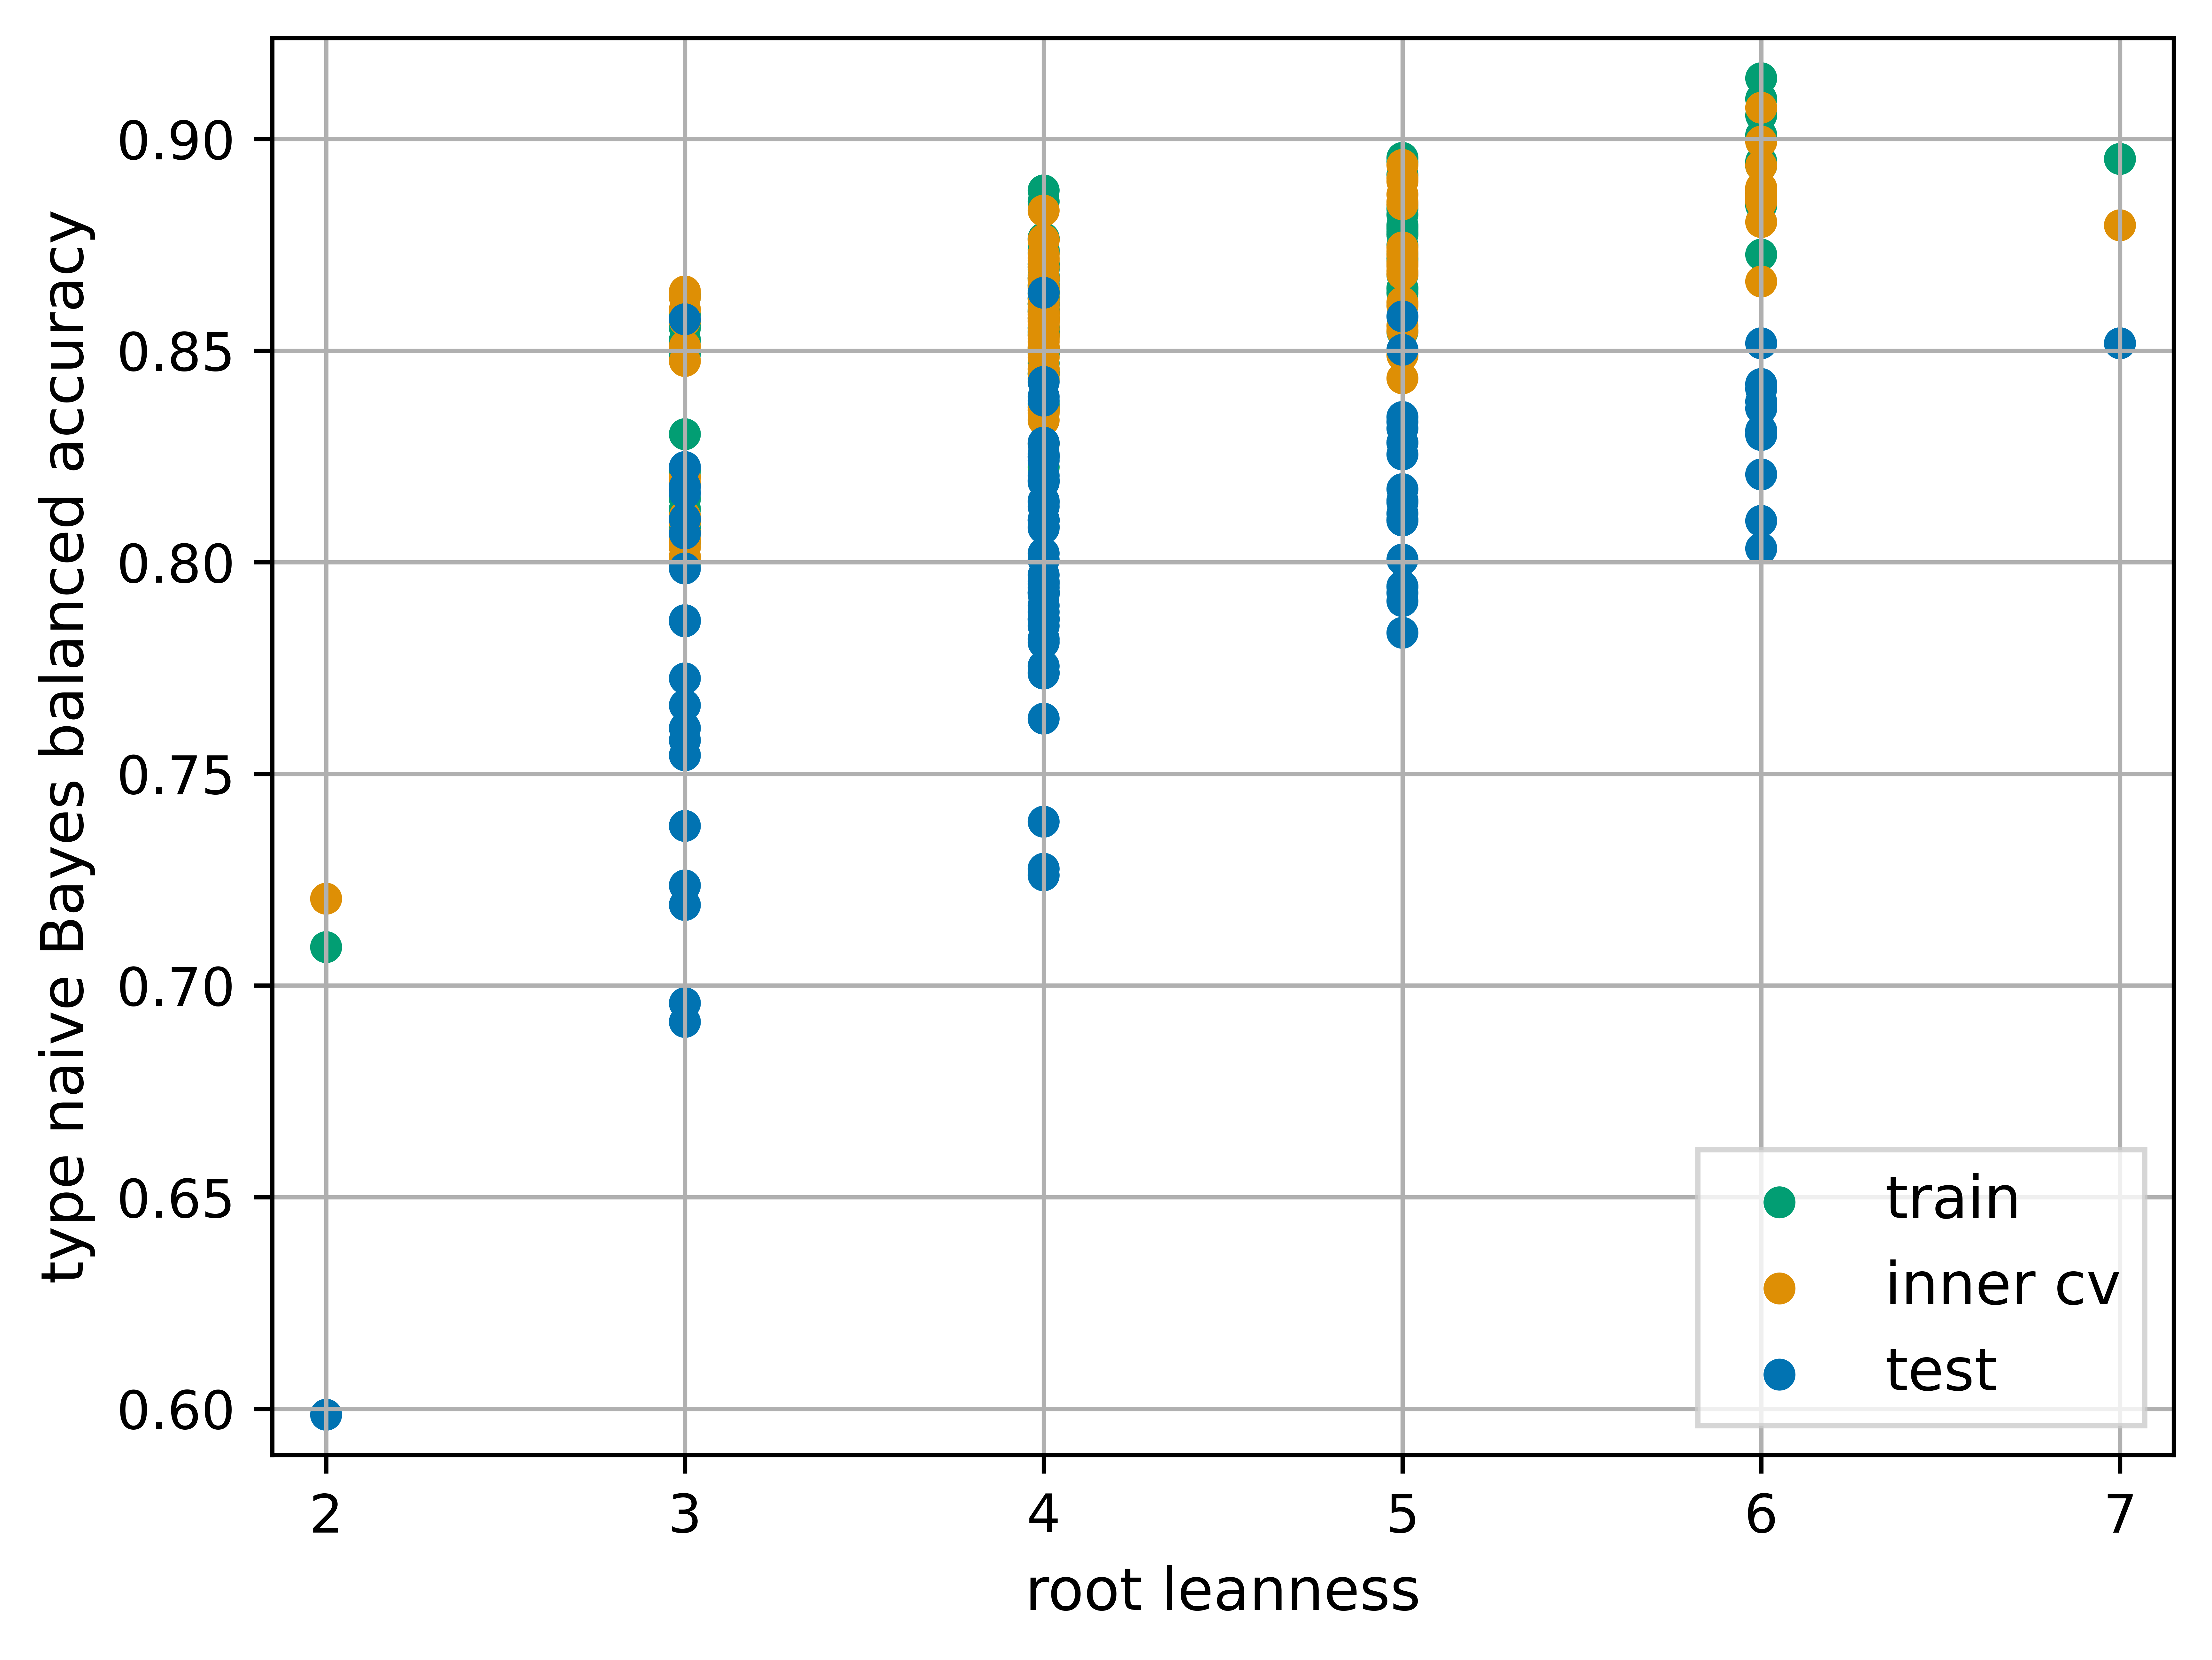 type naive Bayes balanced accuracy
0.90
0.85
0.80
0.75
0.70
0.65
0.60
2 3 4 5 6 7
root leanness
train
inner cv
test